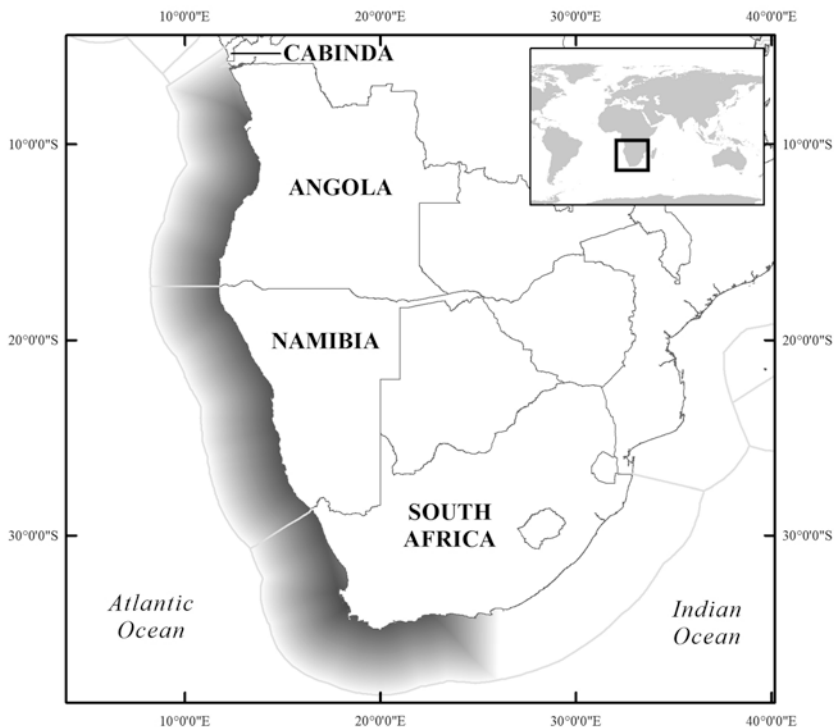 10°0'0"E
20°0'0"E
30°0'0"E
40°0'0"E
CABINDA
10°0'0"S
10°0'0"S
ANGOLA
NAMIBIA
20°0'0"S
20°0'0"S
SOUTH
AFRICA
30°0'0"S
30°0'0"S
Atlantic
Ocean
Indian
Ocean
10°0'0"E
20°0'0"E
30°0'0"E
40°0'0"E